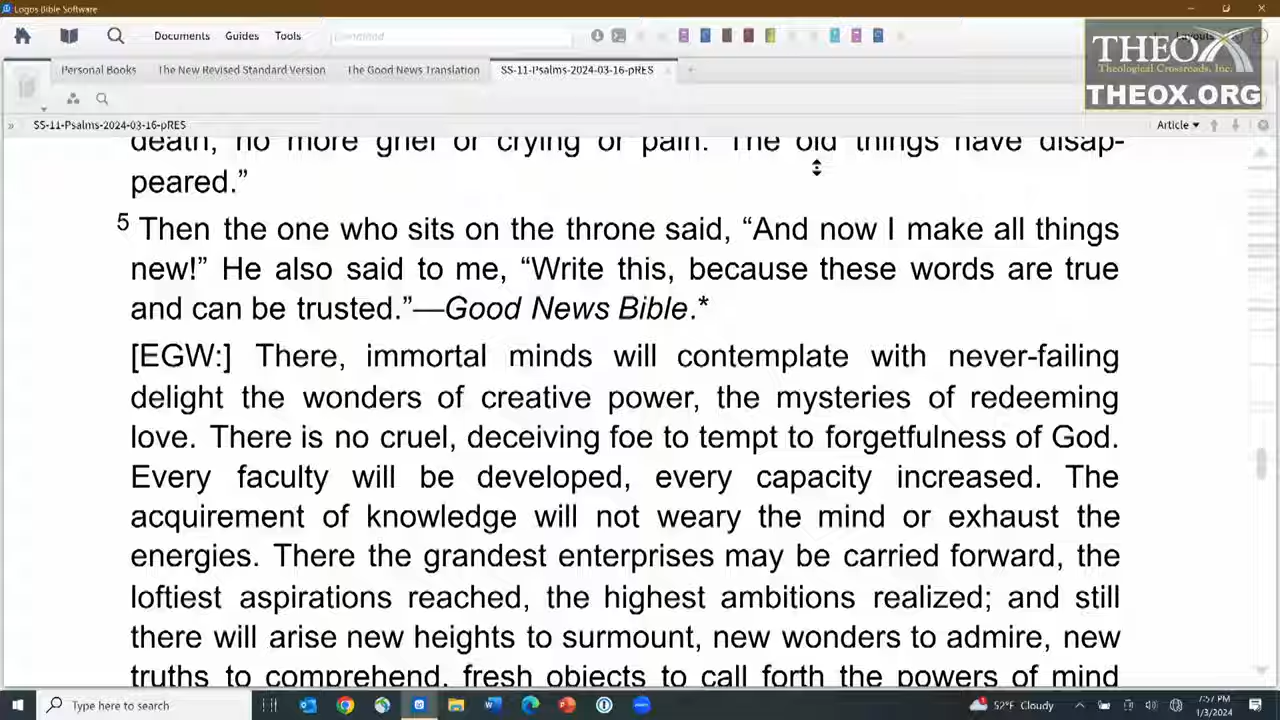 Logos Bible Software
Documents Guides Tools Command
THEOX
Theological Crossroads, Inc.
THEOX.ORG
Personal Books The New Revised Standard Version The Good News Translation SS-11-Psalms-2024-03-16-pRES
SS-11-Psalms-2024-03-16-pRES Article
death, no more grief or crying or pain. The old things have disap-
peared.”
5 Then the one who sits on the throne said, “And now I make all things
new!” He also said to me, “Write this, because these words are true
and can be trusted.”—Good News Bible.*
[EGW:] There, immortal minds will contemplate with never-failing
delight the wonders of creative power, the mysteries of redeeming
love. There is no cruel, deceiving foe to tempt to forgetfulness of God.
Every faculty will be developed, every capacity increased. The
acquirement of knowledge will not weary the mind or exhaust the
energies. There the grandest enterprises may be carried forward, the
loftiest aspirations reached, the highest ambitions realized; and still
there will arise new heights to surmount, new wonders to admire, new
truths to comprehend, fresh objects to call forth the powers of mind
Type here to search
52°F Cloudy
7:57 PM
1/3/2024